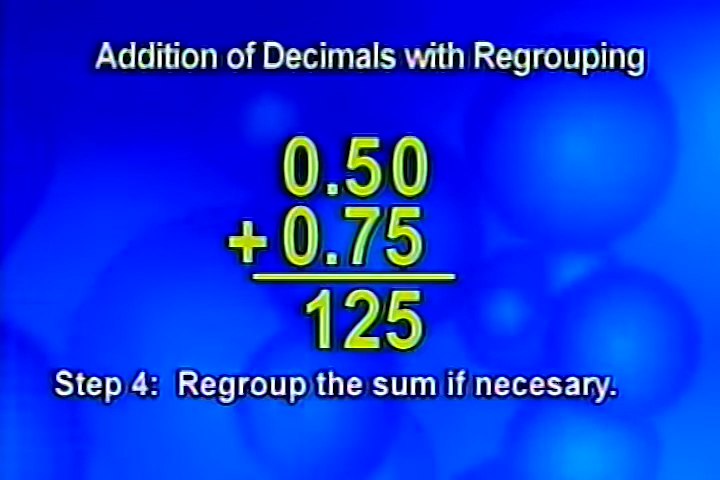 Addition of Decimals with Regrouping
0.50
+ 0.75
125
Step 4: Regroup the sum if necesary.